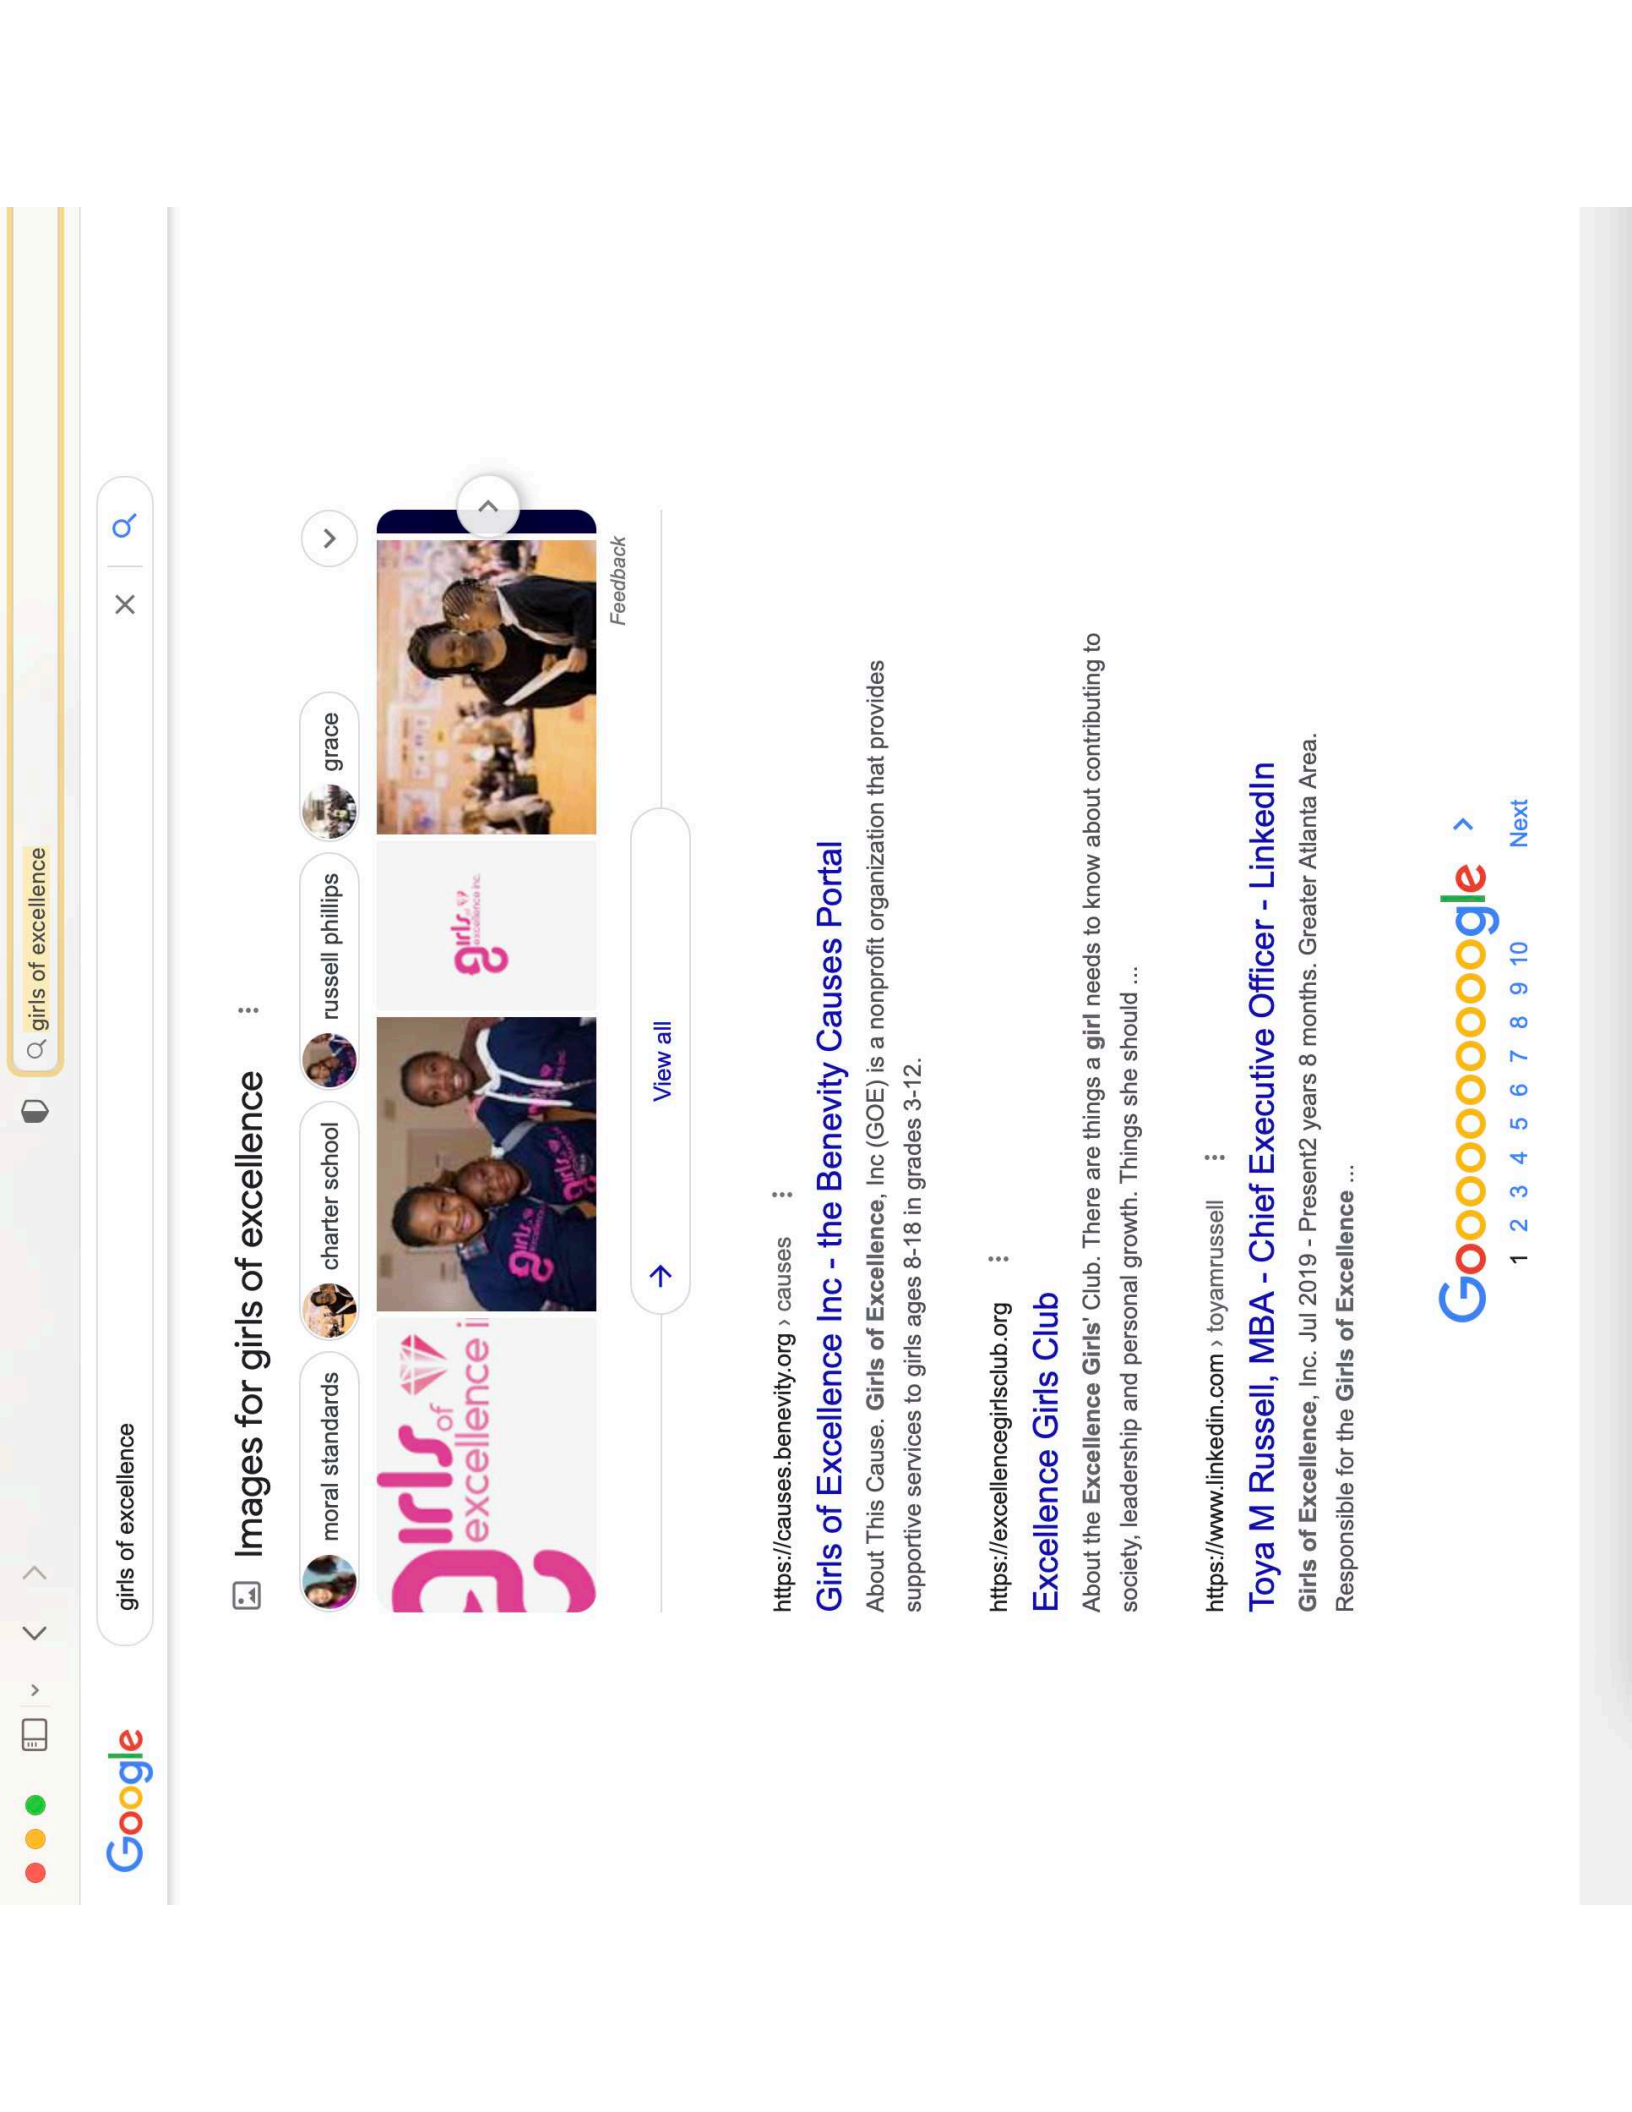 girls of excellence
Google
girls of excellence
Images for girls of excellence
moral standards
charter school
russell phillips
grace
girls of
excellence i
girls of
excellence inc.
Feedback
View all
https://causes.benevity.org › causes
Girls of Excellence Inc - the Benevity Causes Portal
About This Cause. Girls of Excellence, Inc (GOE) is a nonprofit organization that provides
supportive services to girls ages 8-18 in grades 3-12.
https://excellencegirlsclub.org
Excellence Girls Club
About the Excellence Girls' Club. There are things a girl needs to know about contributing to
society, leadership and personal growth. Things she should ...
https://www.linkedin.com › toyamrussell
Toya M Russell, MBA - Chief Executive Officer - LinkedIn
Girls of Excellence, Inc. Jul 2019 - Present2 years 8 months. Greater Atlanta Area.
Responsible for the Girls of Excellence ...
Goooooooooogle
1 2 3 4 5 6 7 8 9 10 Next